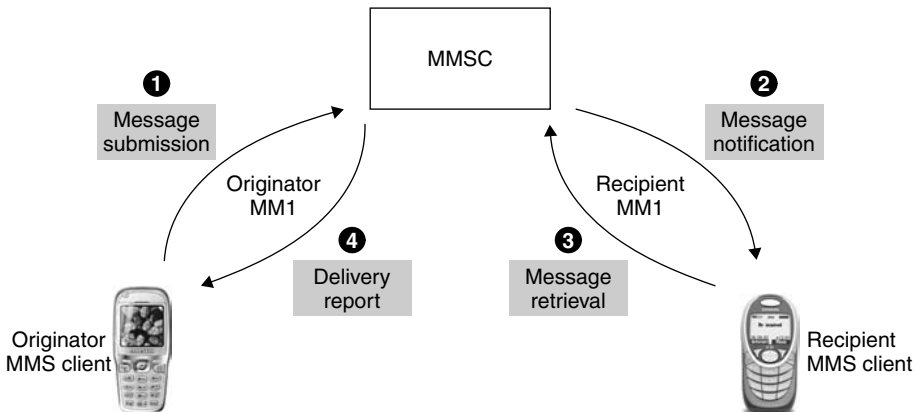 MMSC
1
Message
submission
2
Message
notification
Originator
MM1
Recipient
MM1
4
Delivery
report
3
Message
retrieval
Originator
MMS client
Recipient
MMS client